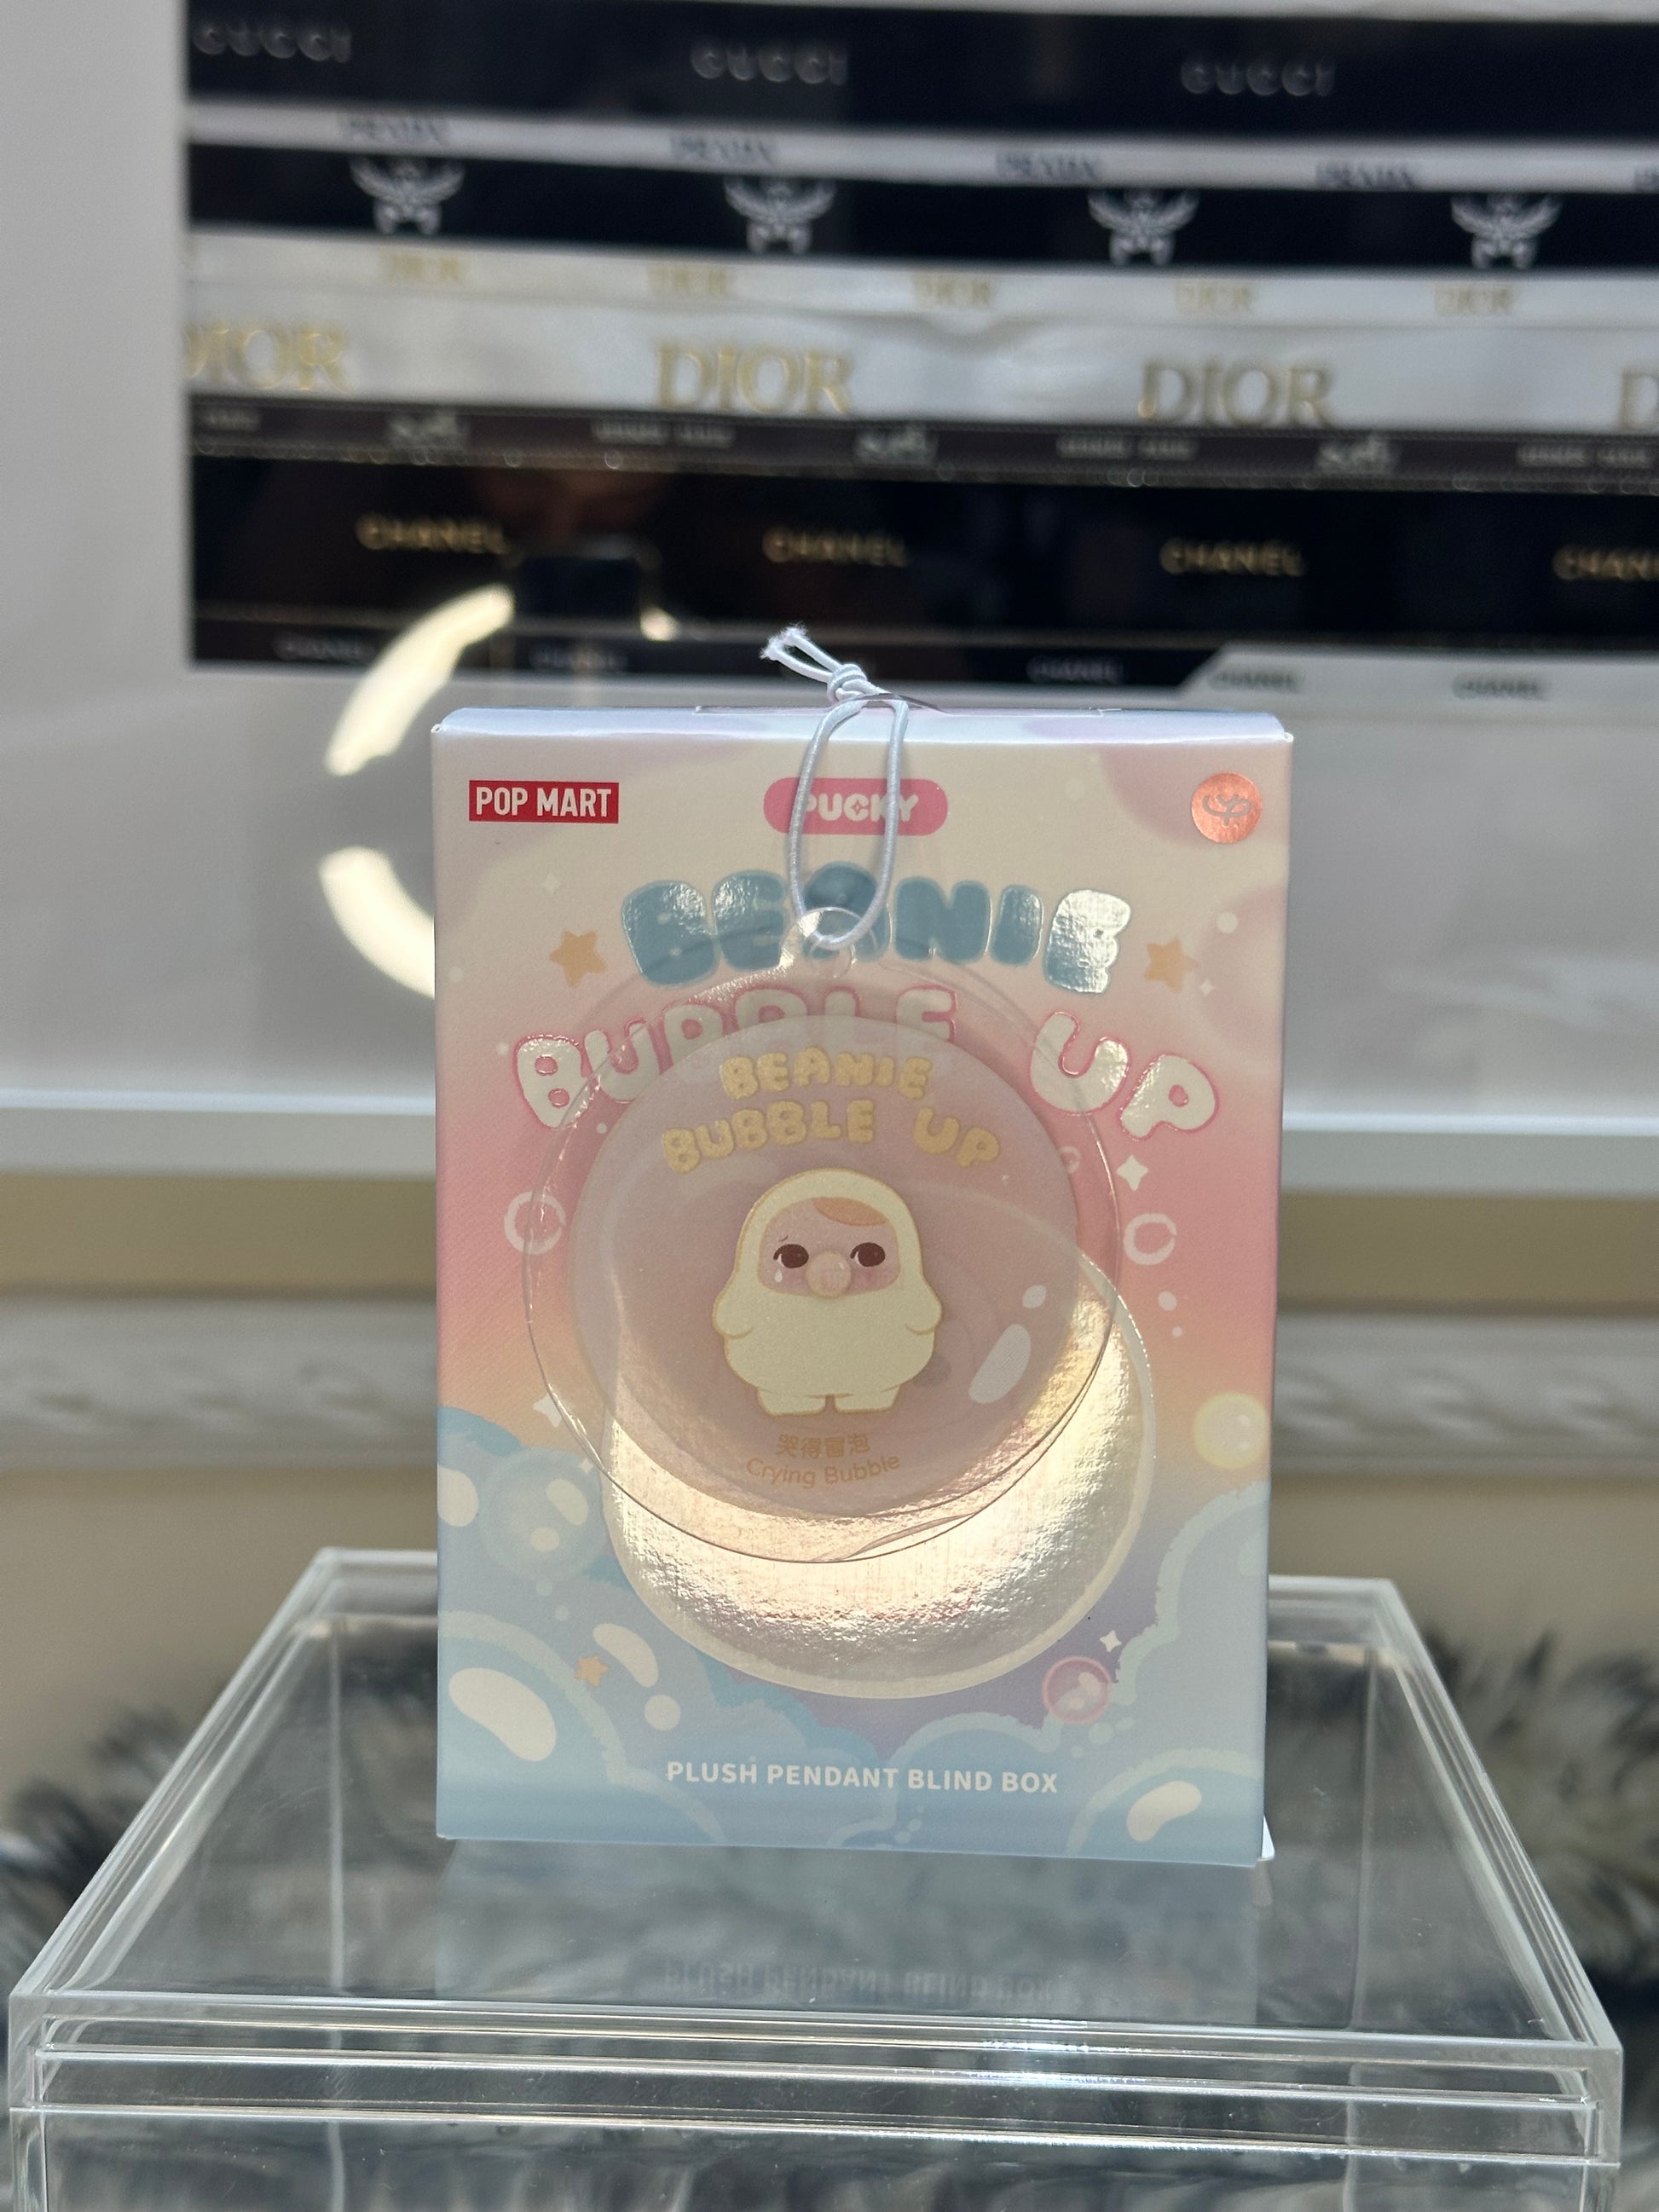 GUCCI GUCCI GUCCI
PRADA PRADA PRADA PRADA
DIOR DIOR DIOR DIOR DIOR
DIOR DIOR DIOR
CHANEL CHANEL CHANEL
CHANEL CHANEL CHANEL
POP MART
PUCKY
BEANIE
BUBBLE UP
BEANIE
BUBBLE UP
哭得冒泡
Crying Bubble
PLUSH PENDANT BLIND BOX